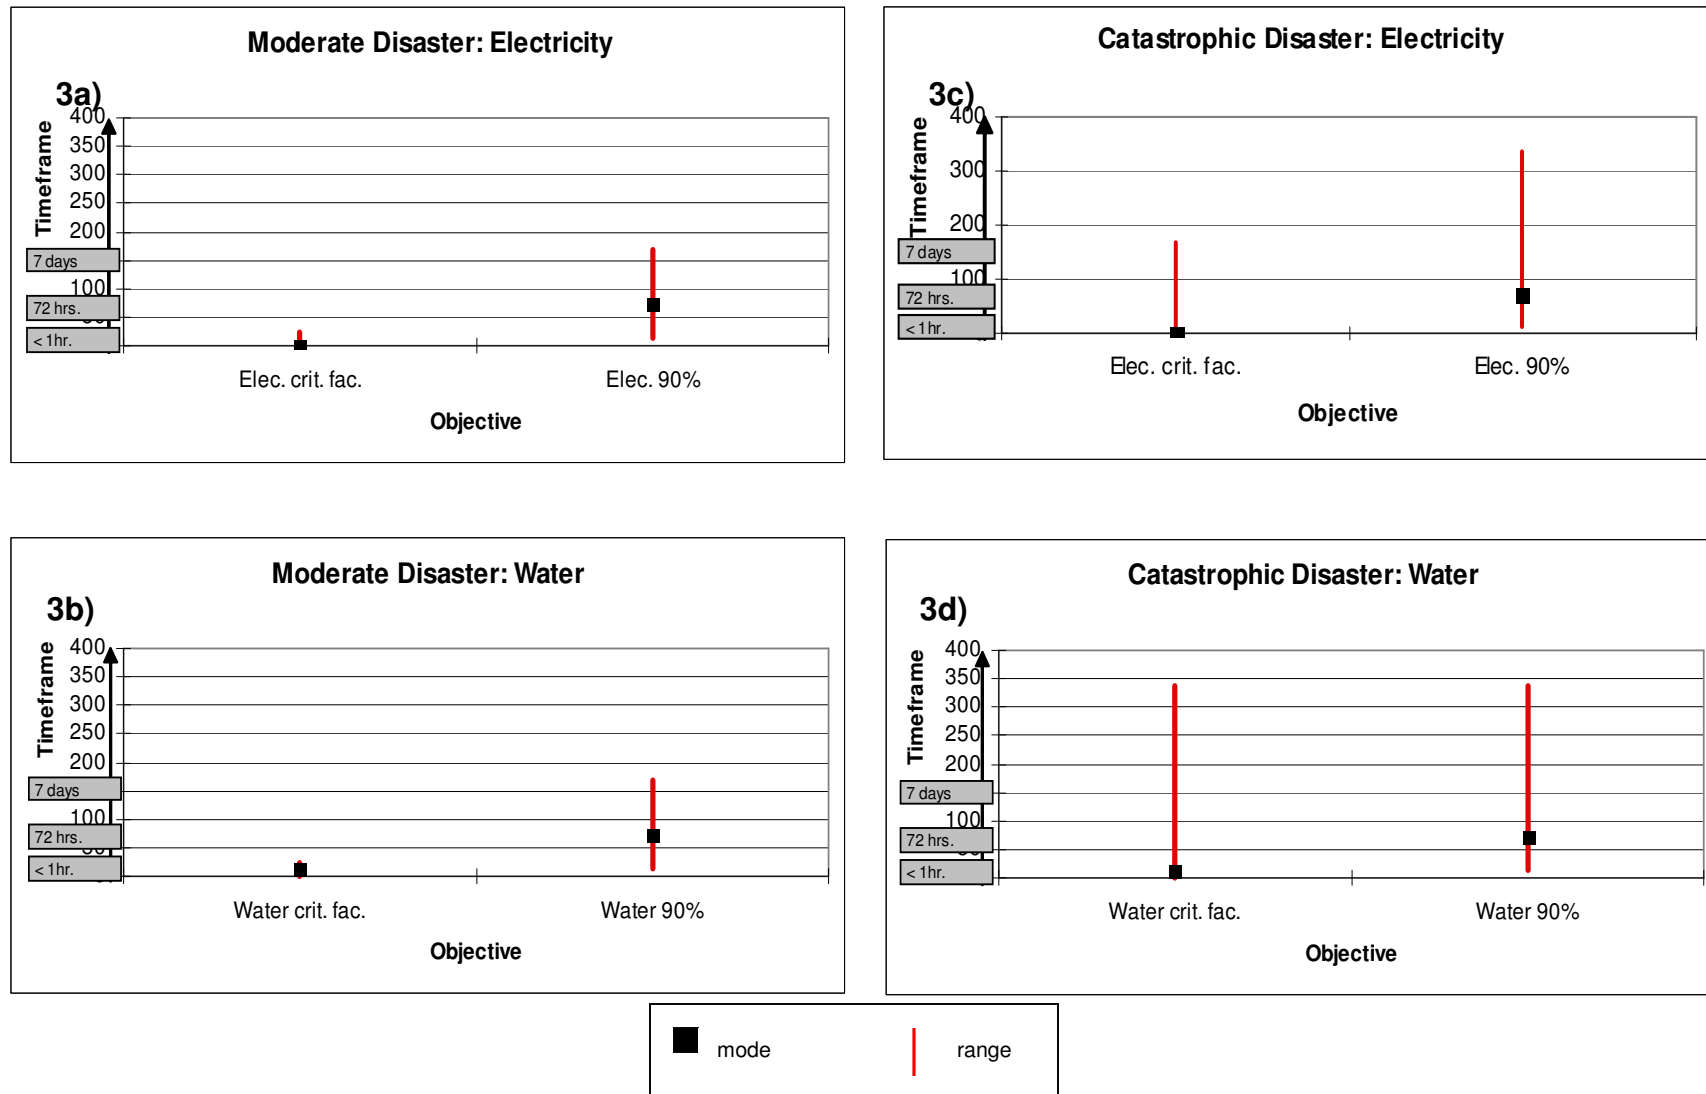 Moderate Disaster: Electricity
3a)
Timeframe
400
350
300
250
200
7 days
100
72 hrs.
< 1hr.
Elec. crit. fac.
Elec. 90%
Objective
Catastrophic Disaster: Electricity
3c)
Timeframe
400
300
200
7 days
100
72 hrs.
< 1hr.
Elec. crit. fac.
Elec. 90%
Objective
Moderate Disaster: Water
3b)
Timeframe
400
350
300
250
200
7 days
100
72 hrs.
< 1hr.
Water crit. fac.
Water 90%
Objective
Catastrophic Disaster: Water
3d)
Timeframe
400
350
300
250
200
7 days
100
72 hrs.
< 1hr.
Water crit. fac.
Water 90%
Objective
mode
range